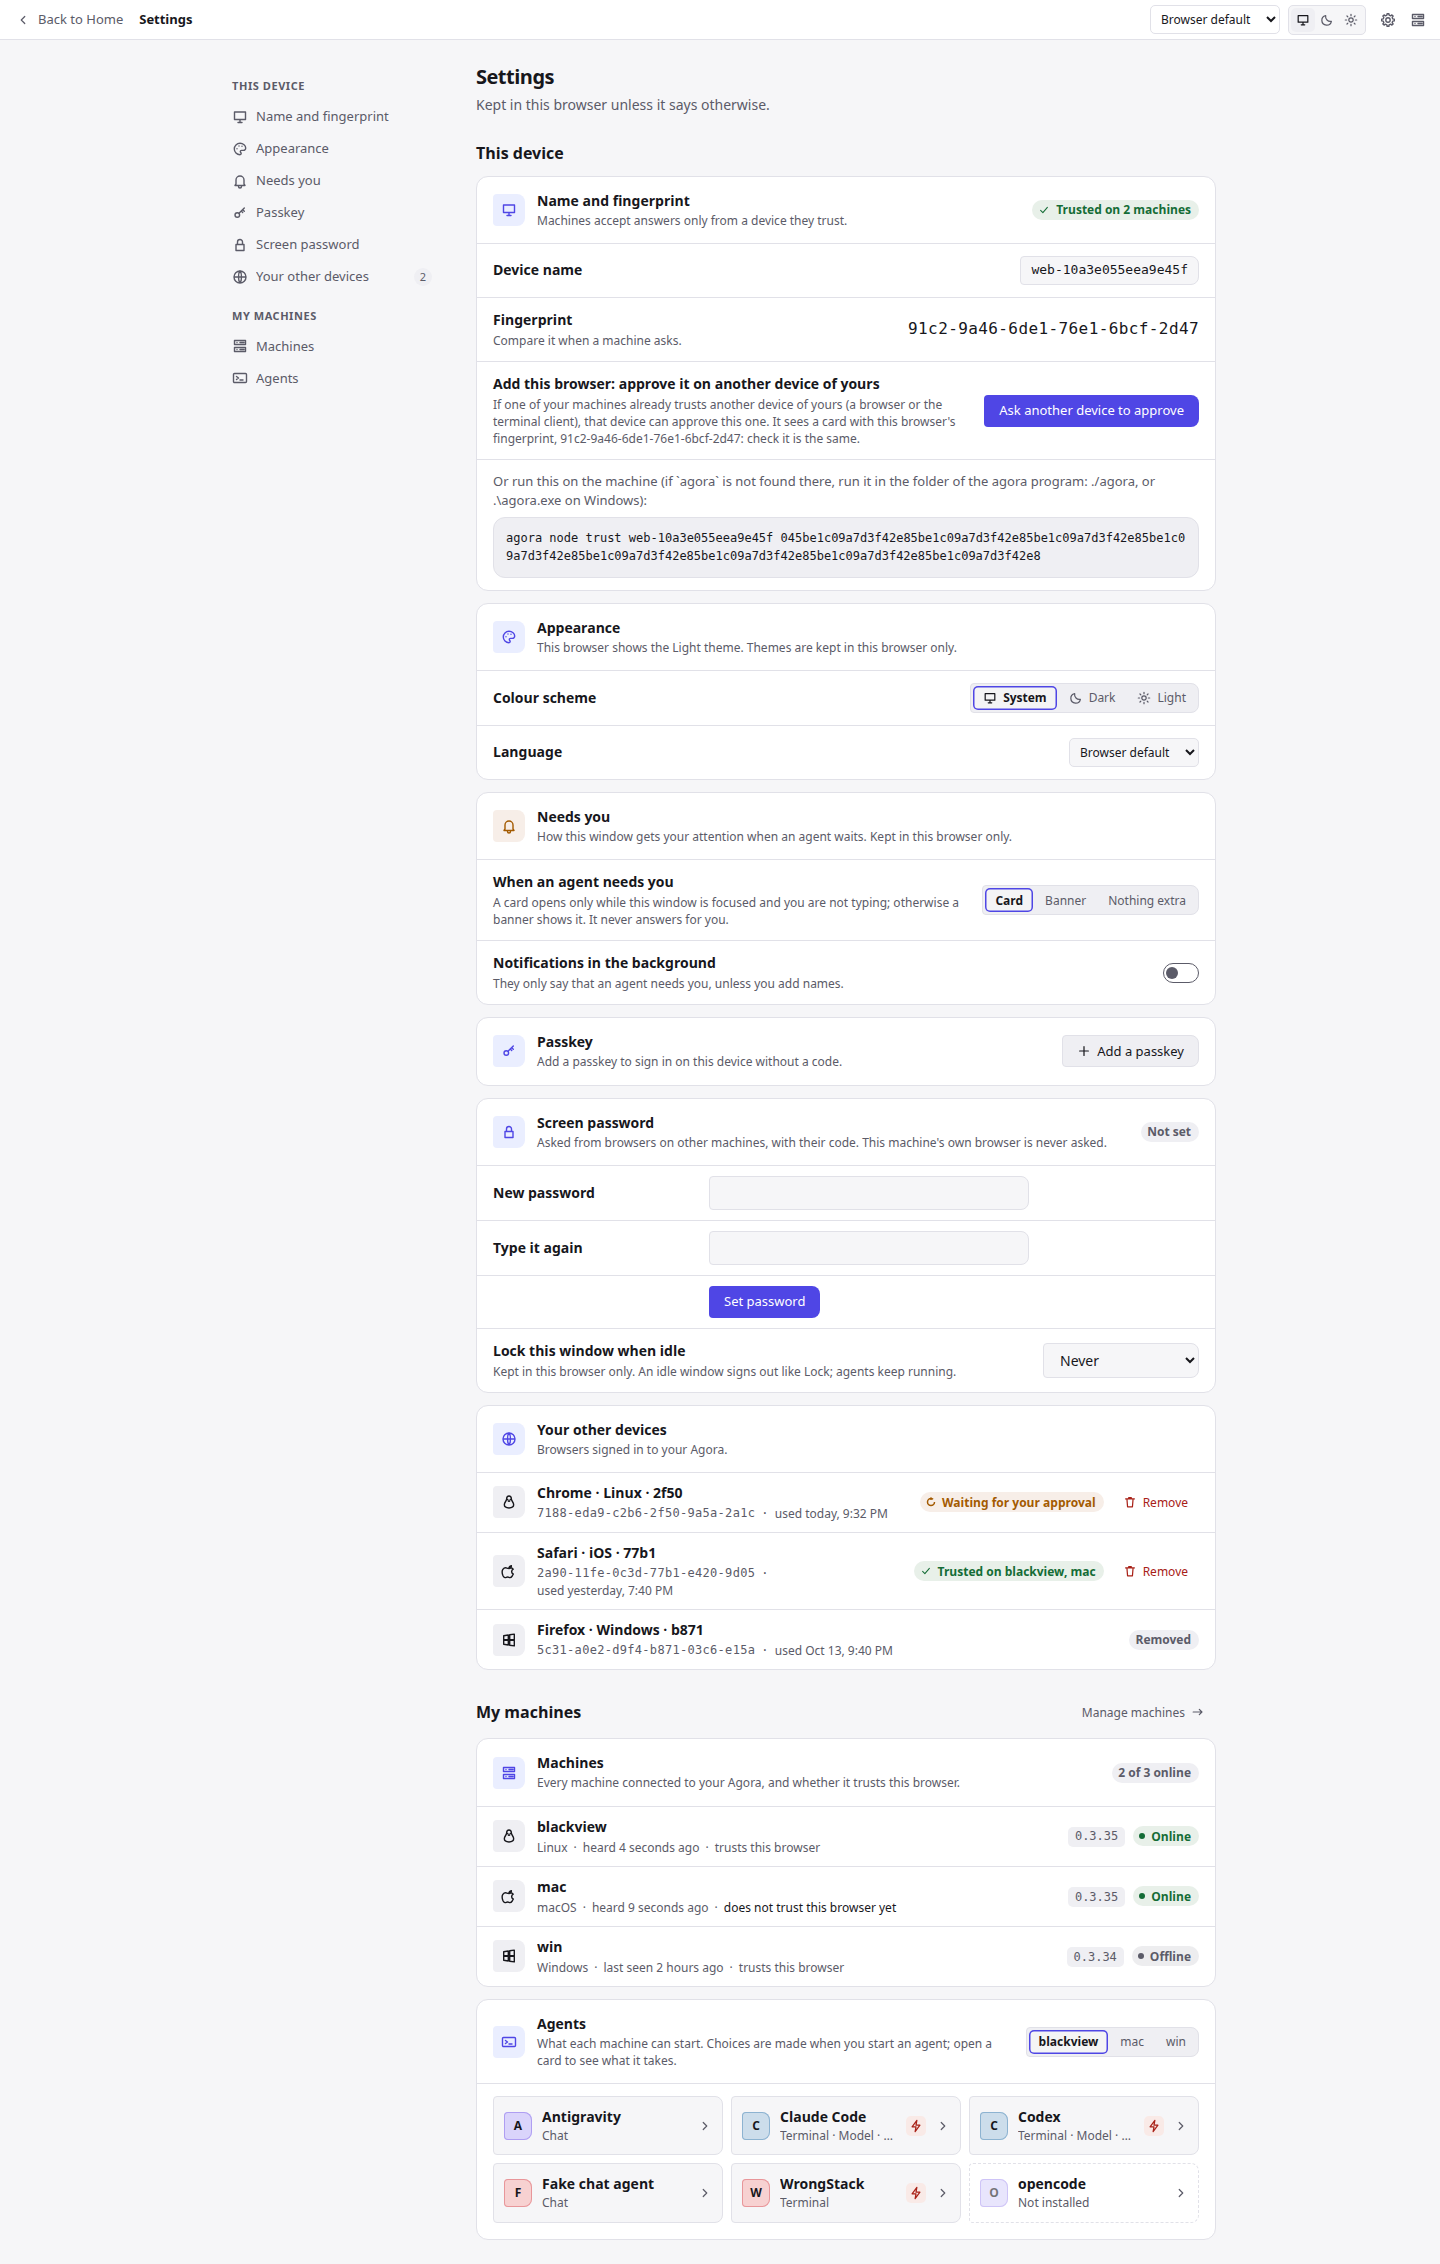 Back to Home
Settings
Browser default
THIS DEVICE
Name and fingerprint
Appearance
Needs you
Passkey
Screen password
Your other devices
2
MY MACHINES
Machines
Agents
Settings
Kept in this browser unless it says otherwise.
This device
Name and fingerprint
Machines accept answers only from a device they trust.
Trusted on 2 machines
Device name
web-10a3e055eea9e45f
Fingerprint
Compare it when a machine asks.
91c2-9a46-6de1-76e1-6bcf-2d47
Add this browser: approve it on another device of yours
If one of your machines already trusts another device of yours (a browser or the
terminal client), that device can approve this one. It sees a card with this browser's
fingerprint, 91c2-9a46-6de1-76e1-6bcf-2d47: check it is the same.
Ask another device to approve
Or run this on the machine (if `agora` is not found there, run it in the folder of the agora program: ./agora, or
.\agora.exe on Windows):
agora node trust web-10a3e055eea9e45f 045be1c09a7d3f42e85be1c09a7d3f42e85be1c09a7d3f42e85be1c0
9a7d3f42e85be1c09a7d3f42e85be1c09a7d3f42e85be1c09a7d3f42e85be1c09a7d3f42e8
Appearance
This browser shows the Light theme. Themes are kept in this browser only.
Colour scheme
System
Dark
Light
Language
Browser default
Needs you
How this window gets your attention when an agent waits. Kept in this browser only.
When an agent needs you
A card opens only while this window is focused and you are not typing; otherwise a
banner shows it. It never answers for you.
Card
Banner
Nothing extra
Notifications in the background
They only say that an agent needs you, unless you add names.
Passkey
Add a passkey to sign in on this device without a code.
Add a passkey
Screen password
Asked from browsers on other machines, with their code. This machine's own browser is never asked.
Not set
New password
Type it again
Set password
Lock this window when idle
Kept in this browser only. An idle window signs out like Lock; agents keep running.
Never
Your other devices
Browsers signed in to your Agora.
Chrome · Linux · 2f50
7188-eda9-c2b6-2f50-9a5a-2a1c · used today, 9:32 PM
Waiting for your approval
Remove
Safari · iOS · 77b1
2a90-11fe-0c3d-77b1-e420-9d05 ·
used yesterday, 7:40 PM
Trusted on blackview, mac
Remove
Firefox · Windows · b871
5c31-a0e2-d9f4-b871-03c6-e15a · used Oct 13, 9:40 PM
Removed
My machines
Manage machines
Machines
Every machine connected to your Agora, and whether it trusts this browser.
2 of 3 online
blackview
Linux · heard 4 seconds ago · trusts this browser
0.3.35
Online
mac
macOS · heard 9 seconds ago · does not trust this browser yet
0.3.35
Online
win
Windows · last seen 2 hours ago · trusts this browser
0.3.34
Offline
Agents
What each machine can start. Choices are made when you start an agent; open a
card to see what it takes.
blackview
mac
win
A
Antigravity
Chat
C
Claude Code
Terminal · Model · ...
C
Codex
Terminal · Model · ...
F
Fake chat agent
Chat
W
WrongStack
Terminal
O
opencode
Not installed